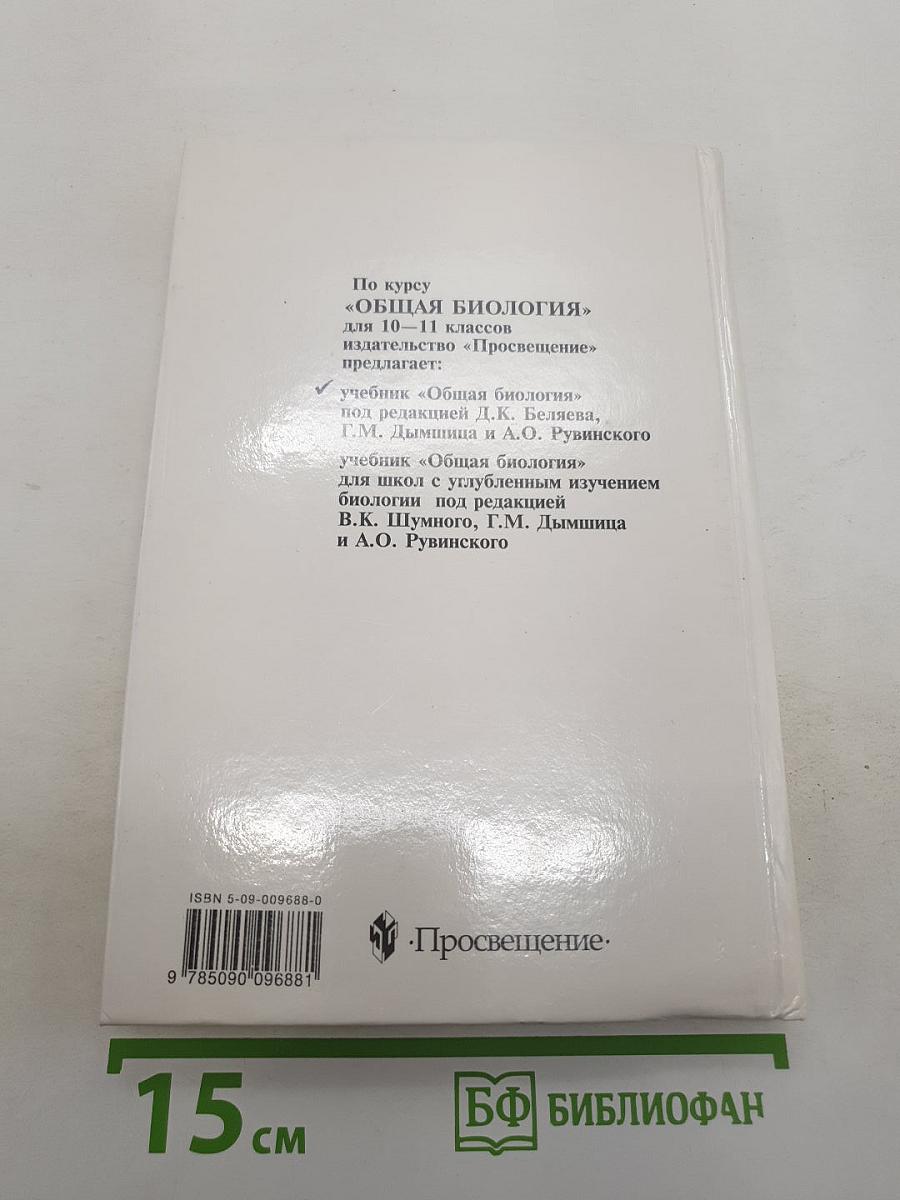 По курсу
«ОБЩАЯ БИОЛОГИЯ»
для 10—11 классов
издательство «Просвещение»
предлагает:
учебник «Общая биология»
под редакцией Д.К. Беляева,
Г.М. Дымшица и А.О. Рувинского
учебник «Общая биология»
для школ с углубленным изучением
биологии под редакцией
В.К. Шумного, Г.М. Дымшица
и А.О. Рувинского
ISBN 5-09-009688-0
9 785090 096881
·Просвещение·
15 см
БФ БИБЛИОФАН